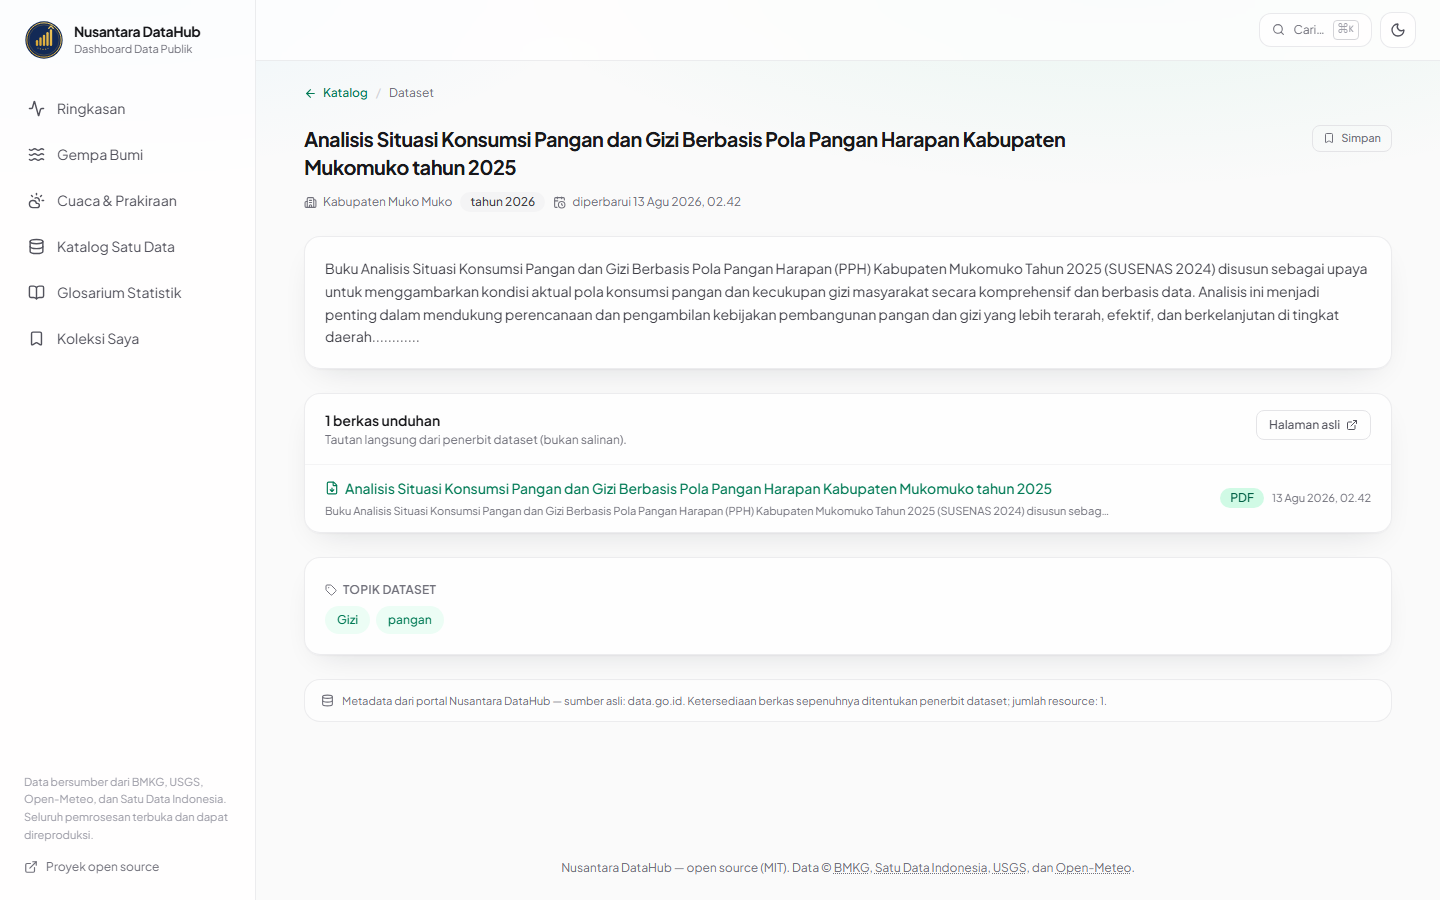 Nusantara DataHub
Dashboard Data Publik
Ringkasan
Gempa Bumi
Cuaca & Prakiraan
Katalog Satu Data
Glosarium Statistik
Koleksi Saya
Data bersumber dari BMKG, USGS,
Open-Meteo, dan Satu Data Indonesia.
Seluruh pemrosesan terbuka dan dapat
direproduksi.
Proyek open source
Cari... ⌘K
Katalog / Dataset
Analisis Situasi Konsumsi Pangan dan Gizi Berbasis Pola Pangan Harapan Kabupaten
Mukomuko tahun 2025
Simpan
Kabupaten Muko Muko tahun 2026 diperbarui 13 Agu 2026, 02.42
Buku Analisis Situasi Konsumsi Pangan dan Gizi Berbasis Pola Pangan Harapan (PPH) Kabupaten Mukomuko Tahun 2025 (SUSENAS 2024) disusun sebagai upaya
untuk menggambarkan kondisi aktual pola konsumsi pangan dan kecukupan gizi masyarakat secara komprehensif dan berbasis data. Analisis ini menjadi
penting dalam mendukung perencanaan dan pengambilan kebijakan pembangunan pangan dan gizi yang lebih terarah, efektif, dan berkelanjutan di tingkat
daerah............
1 berkas unduhan
Tautan langsung dari penerbit dataset (bukan salinan).
Halaman asli
Analisis Situasi Konsumsi Pangan dan Gizi Berbasis Pola Pangan Harapan Kabupaten Mukomuko tahun 2025
Buku Analisis Situasi Konsumsi Pangan dan Gizi Berbasis Pola Pangan Harapan (PPH) Kabupaten Mukomuko Tahun 2025 (SUSENAS 2024) disusun sebag...
PDF 13 Agu 2026, 02.42
TOPIK DATASET
Gizi pangan
Metadata dari portal Nusantara DataHub — sumber asli: data.go.id. Ketersediaan berkas sepenuhnya ditentukan penerbit dataset; jumlah resource: 1.
Nusantara DataHub — open source (MIT). Data © BMKG, Satu Data Indonesia, USGS, dan Open-Meteo.